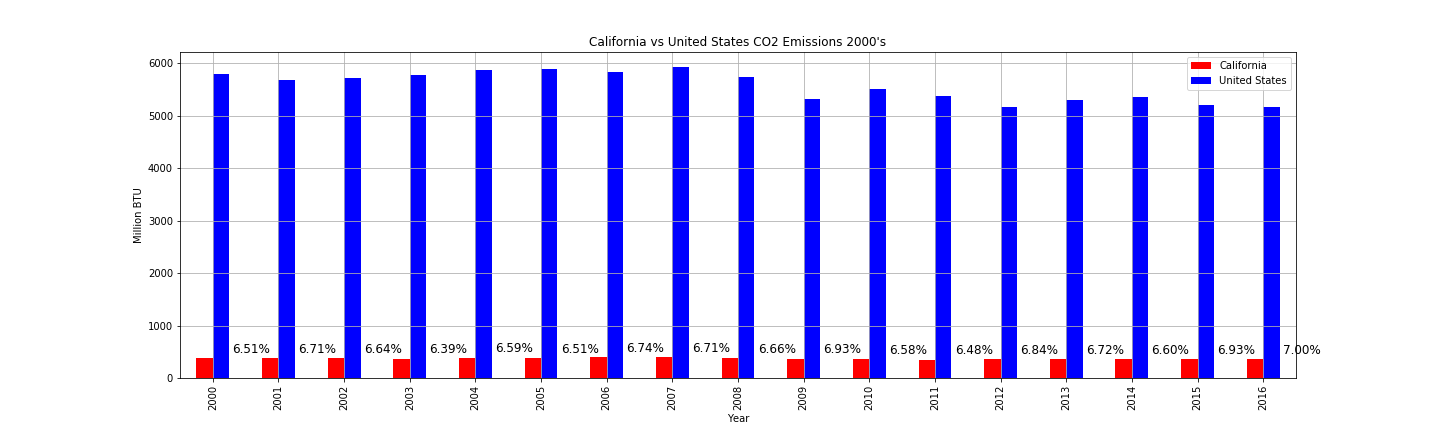 California vs United States CO2 Emissions 2000's
California
United States
Million BTU
6000
5000
4000
3000
2000
1000
0
6.51% 6.71% 6.64% 6.39% 6.59% 6.51% 6.74% 6.71% 6.66% 6.93% 6.58% 6.48% 6.84% 6.72% 6.60% 6.93% 7.00%
2000 2001 2002 2003 2004 2005 2006 2007 2008 2009 2010 2011 2012 2013 2014 2015 2016
Year